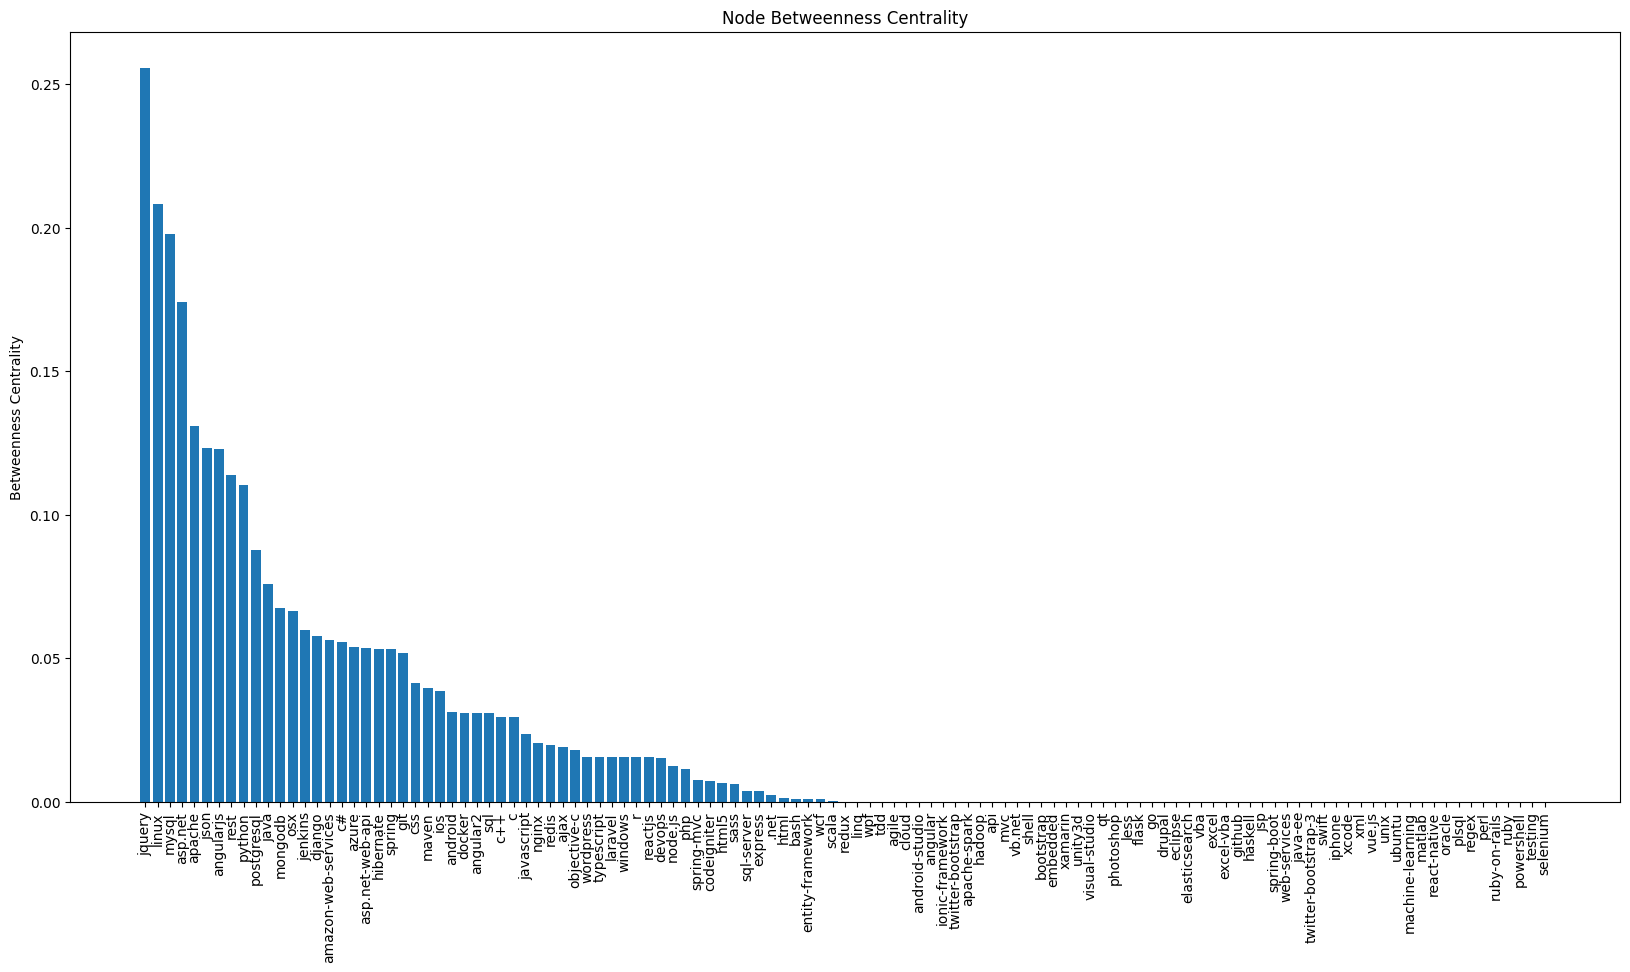 Node Betweenness Centrality
Betweenness Centrality
0.25
0.20
0.15
0.10
0.05
0.00
jquery
linux
mysql
asp.net
apache
json
angularjs
rest
python
postgresql
java
mongodb
osx
jenkins
django
amazon-web-services
c#
azure
asp.net-web-api
hibernate
spring
git
css
maven
ios
android
docker
angular2
sql
c++
c
javascript
nginx
redis
ajax
objective-c
wordpress
typescript
laravel
windows
r
reactjs
devops
node.js
php
spring-mvc
codeigniter
html5
sass
sql-server
express
.net
html
bash
entity-framework
wcf
scala
redux
linq
wpf
tdd
agile
cloud
android-studio
angular
ionic-framework
twitter-bootstrap
apache-spark
hadoop
api
mvc
vb.net
shell
bootstrap
embedded
xamarin
unity3d
visual-studio
qt
photoshop
less
flask
go
drupal
eclipse
elasticsearch
vba
excel
excel-vba
github
haskell
jsp
spring-boot
web-services
java-ee
twitter-bootstrap-3
swift
iphone
xcode
xml
vue.js
unix
ubuntu
machine-learning
matlab
react-native
oracle
plsql
regex
perl
ruby-on-rails
ruby
powershell
testing
selenium